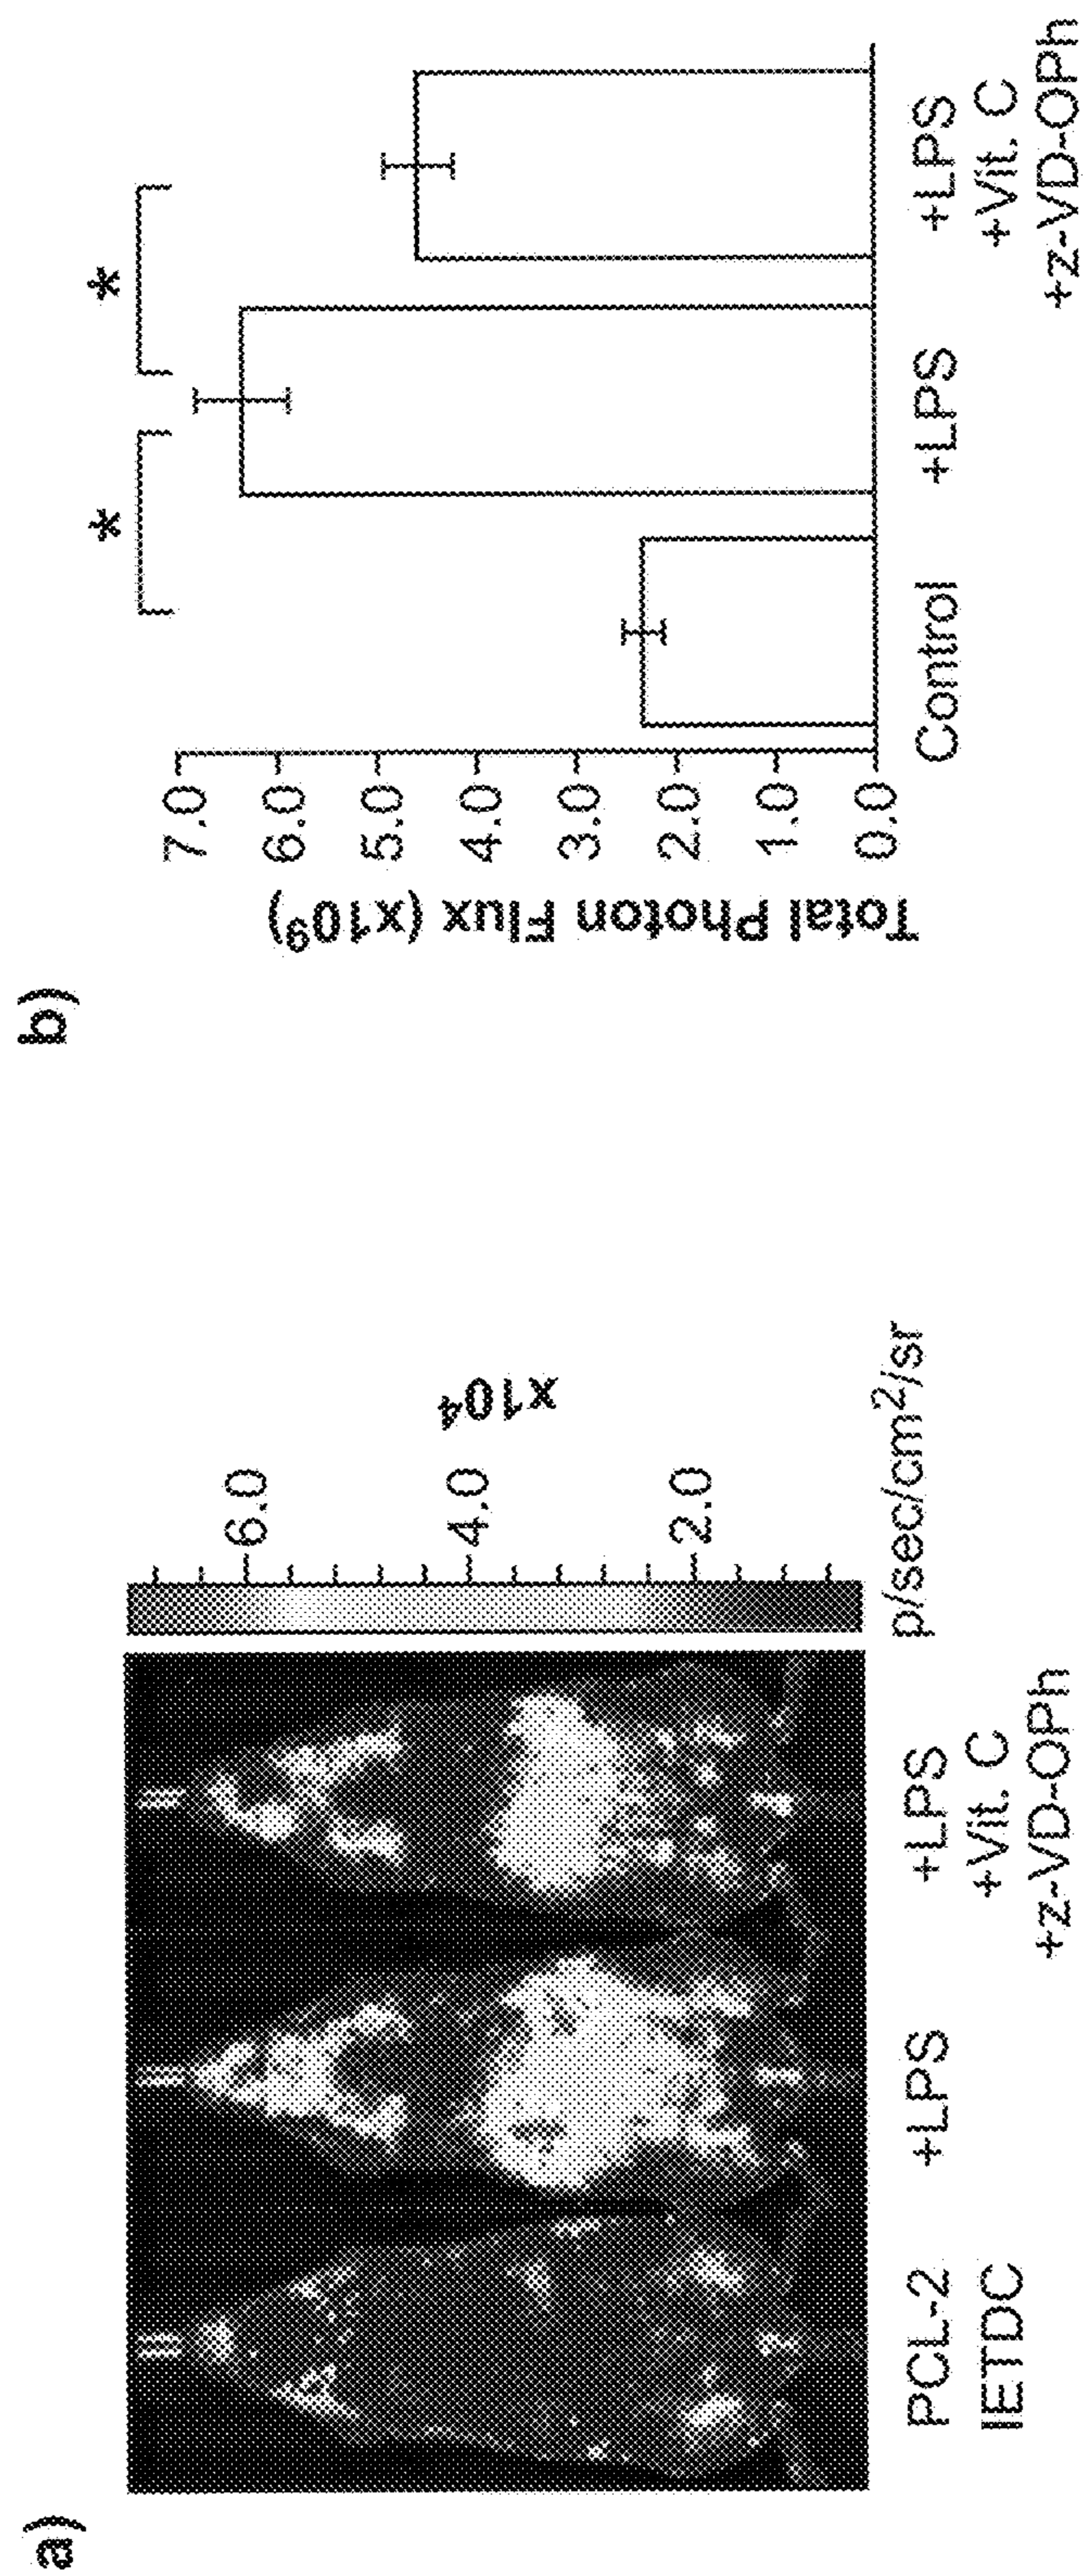 a)
6.0
4.0
2.0
x10⁴
p/sec/cm²/sr
PCL-2
IETDC
+LPS
+LPS
+Vit. C
+z-VD-OPh
b)
Total Photon Flux (x10⁹)
7.0
6.0
5.0
4.0
3.0
2.0
1.0
0.0
*
*
Control
+LPS
+LPS
+Vit. C
+z-VD-OPh